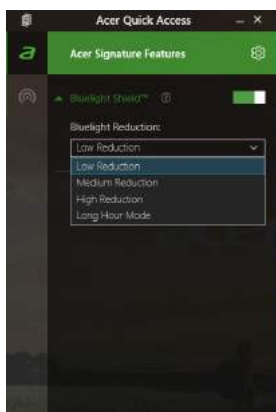 Acer Quick Access
a
Acer Signature Features
Bluelight Shield™
Bluelight Reduction:
Low Reduction
Low Reduction
Medium Reduction
High Reduction
Long Hour Mode